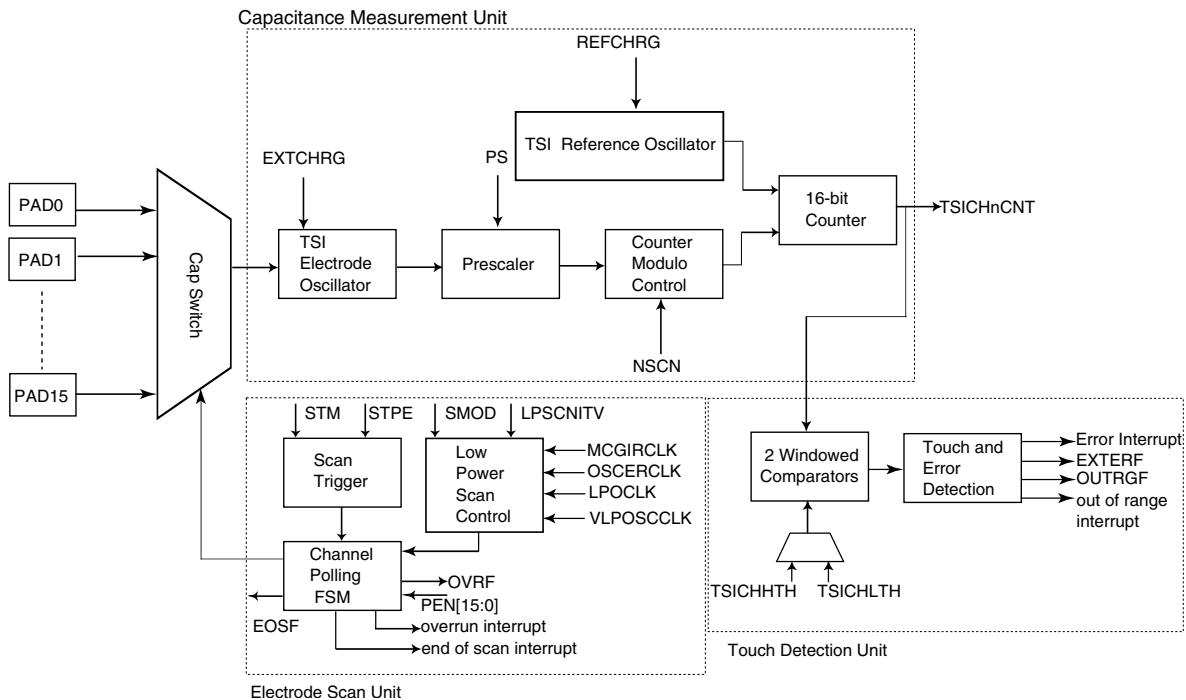 Capacitance Measurement Unit
REFCHRG
TSI Reference Oscillator
EXTCHRG
PS
PAD0
PAD1
PAD15
Cap Switch
TSI
Electrode
Oscillator
Prescaler
Counter
Modulo
Control
16-bit
Counter
TSICHnCNT
NSCN
STM
STPE
SMOD
LPSCNITV
Scan
Trigger
Low
Power
Scan
Control
MCGIRCLK
OSCERCLK
LPOCLK
VLPOSCCLK
Channel
Polling
FSM
OVRF
PEN[15:0]
EOSF
overrun interrupt
end of scan interrupt
Electrode Scan Unit
2 Windowed
Comparators
Touch and
Error
Detection
Error Interrupt
EXTERF
OUTRGF
out of range
interrupt
TSICHHTH
TSICHLTH
Touch Detection Unit